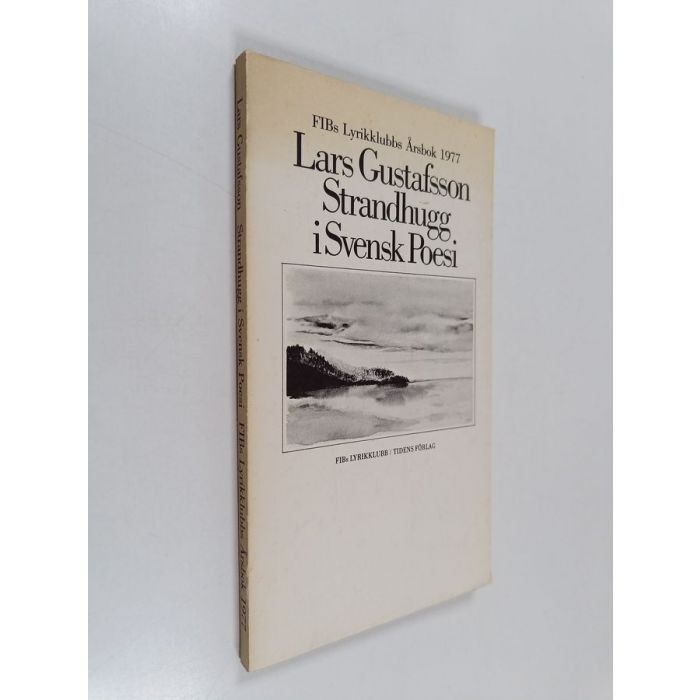 FIBs Lyrikklubbs Årsbok 1977
Lars Gustafsson
Strandhugg
i Svensk Poesi
FIBs LYRIKKLUBB / TIDENS FÖRLAG
Lars Gustafsson Strandhugg i Svensk Poesi FIBs Lyrikklubbs Årsbok 1977